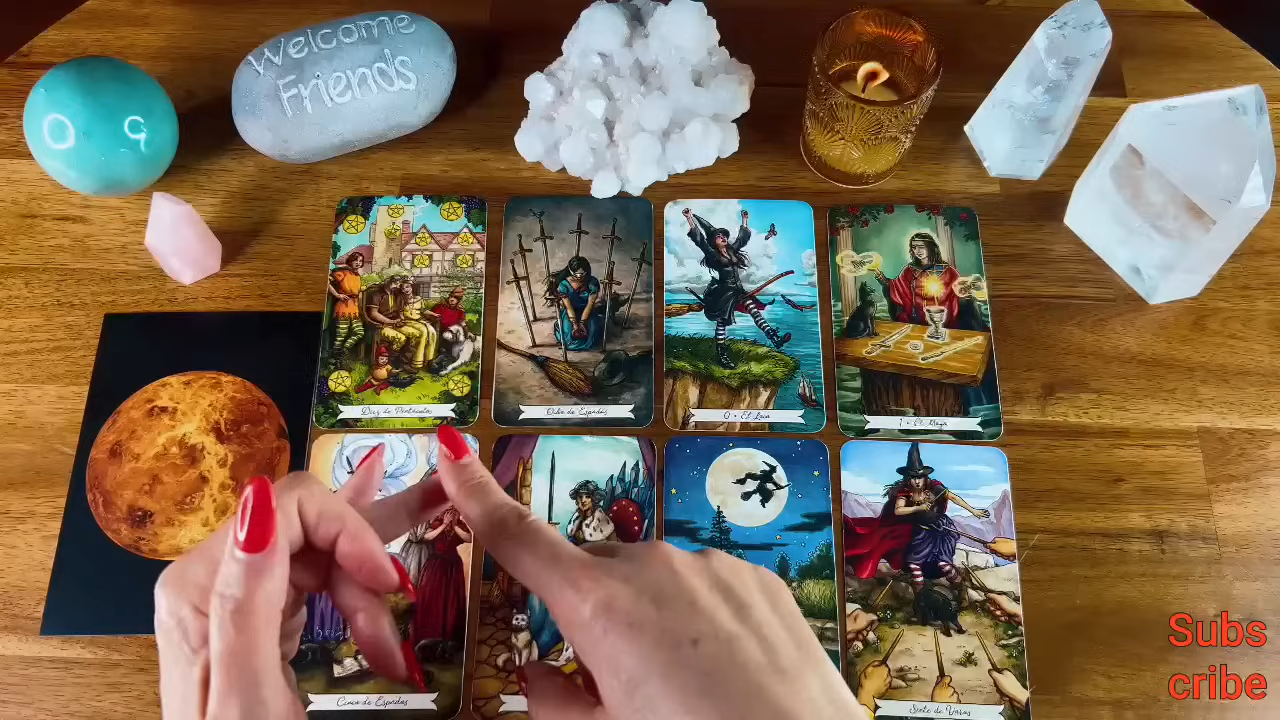 Welcome
Friends
Diez de Pentáculos
Ocho de Espadas
0 • El Loco
1 • El Mago
Cinco de Espadas
Siete de Varas
Subs
cribe